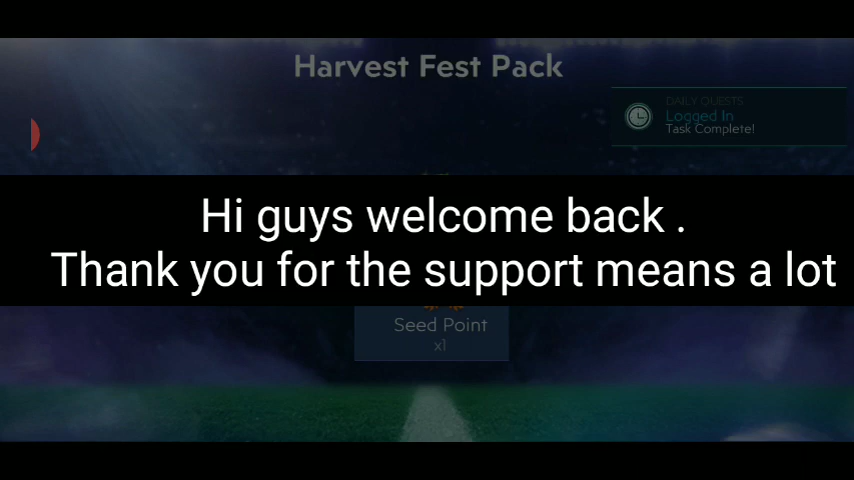 Harvest Fest Pack
DAILY QUESTS
Logged In
Task Complete!
Hi guys welcome back .
Thank you for the support means a lot
Seed Point
x1